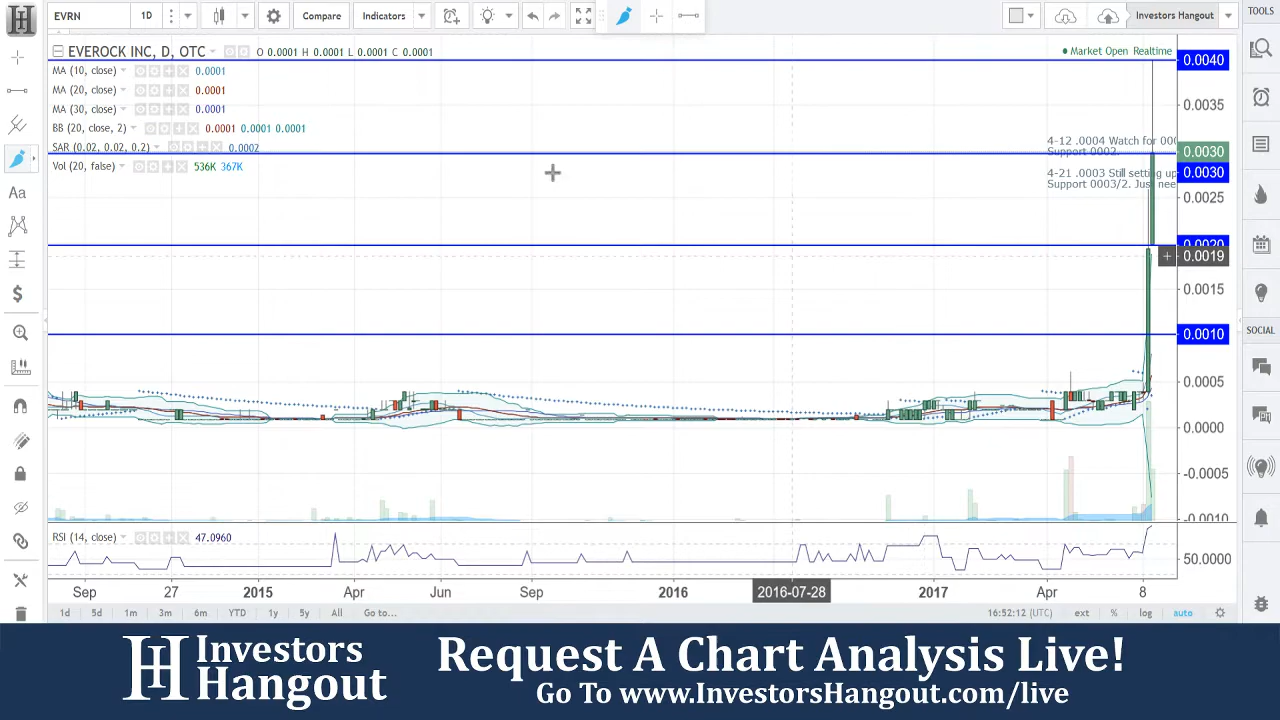 EVRN 1D Compare Indicators Investors Hangout TOOLS
EVEROCK INC, D, OTC O 0.0001 H 0.0001 L 0.0001 C 0.0001
Market Open Realtime
MA (10, close) 0.0001
MA (20, close) 0.0001
MA (30, close) 0.0001
BB (20, close, 2) 0.0001 0.0001 0.0001
SAR (0.02, 0.02, 0.2) 0.0002
Vol (20, false) 536K 367K
4-12 .0004 Watch for 000
Support 0002.
4-21 .0003 Still setting up
Support 0003/2. Just nee
0.0040
0.0035
0.0030
0.0030
0.0025
0.0020
0.0019
0.0015
0.0010
0.0005
0.0000
-0.0005
-0.0010
SOCIAL
Aa
RSI (14, close) 47.0960
50.0000
Sep 27 2015 Apr Jun Sep 2016 2016-07-28 2017 Apr 8
1d 5d 1m 3m 6m YTD 1y 5y All Go to... 16:52:12 (UTC) ext % log auto
IH Investors Hangout
Request A Chart Analysis Live!
Go To www.InvestorsHangout.com/live